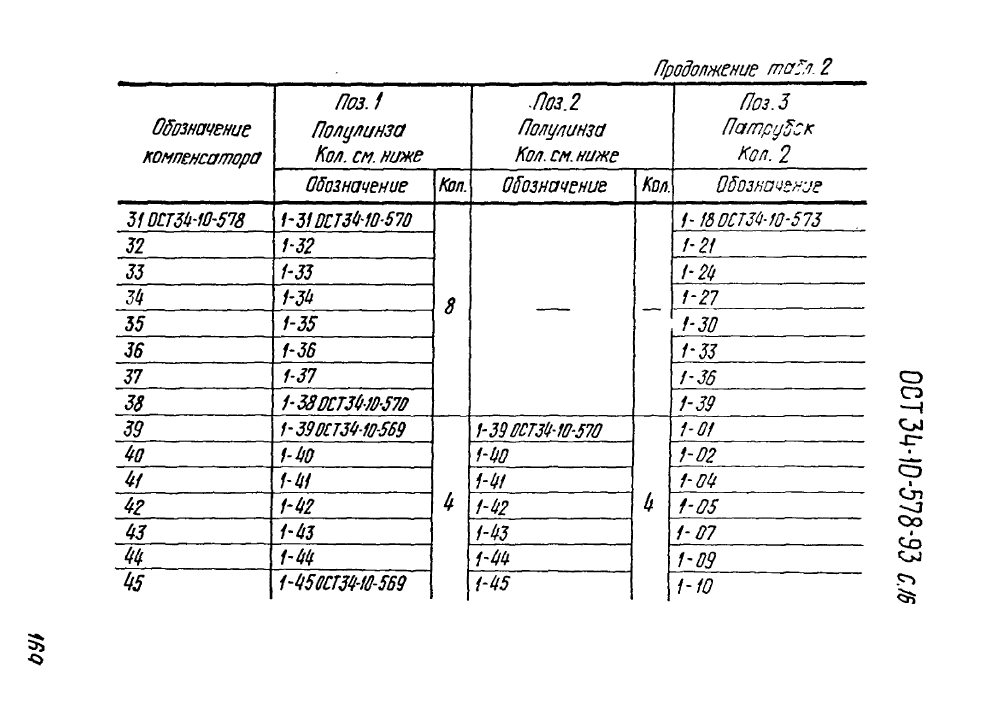 Продолжение табл. 2
Обозначение компенсатора | Поз. 1 Полулинза Кол. см. ниже | Поз. 2 Полулинза Кол. см. ниже | Поз. 3 Патрубок Кол. 2
Обозначение | Кол. | Обозначение | Кол. | Обозначение
31 ОСТ34-10-578 | 1-31 ОСТ34-10-570 | 8 | — | — | 1-18 ОСТ34-10-573
32 | 1-32 | 1-21
33 | 1-33 | 1-24
34 | 1-34 | 1-27
35 | 1-35 | 1-30
36 | 1-36 | 1-33
37 | 1-37 | 1-36
38 | 1-38 ОСТ34-10-570 | 1-39
39 | 1-39 ОСТ34-10-569 | 4 | 1-39 ОСТ34-10-570 | 4 | 1-01
40 | 1-40 | 1-40 | 1-02
41 | 1-41 | 1-41 | 1-04
42 | 1-42 | 1-42 | 1-05
43 | 1-43 | 1-43 | 1-07
44 | 1-44 | 1-44 | 1-09
45 | 1-45 ОСТ34-10-569 | 1-45 | 1-10
ОСТ34-10-578-93 с.16
169